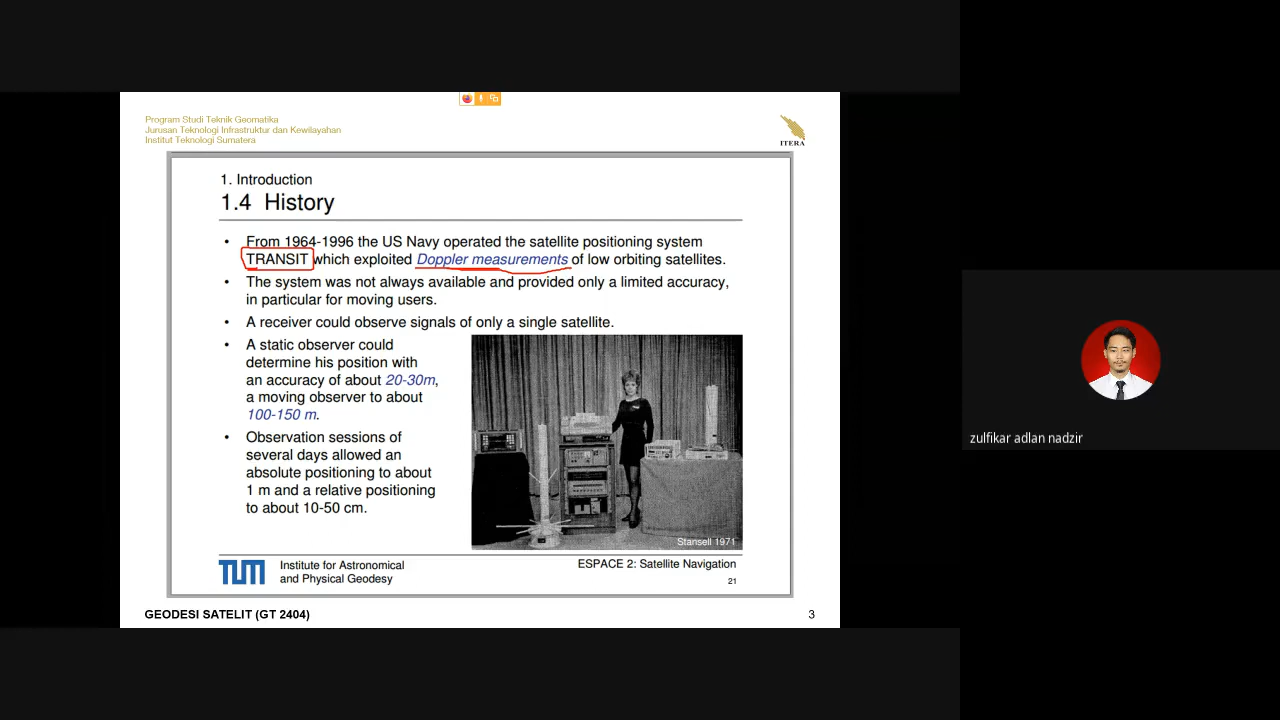 Program Studi Teknik Geomatika
Jurusan Teknologi Infrastruktur dan Kewilayahan
Institut Teknologi Sumatera
ITERA
1. Introduction
1.4 History
• From 1964-1996 the US Navy operated the satellite positioning system
TRANSIT which exploited Doppler measurements of low orbiting satellites.
• The system was not always available and provided only a limited accuracy,
in particular for moving users.
• A receiver could observe signals of only a single satellite.
• A static observer could
determine his position with
an accuracy of about 20-30m,
a moving observer to about
100-150 m.
• Observation sessions of
several days allowed an
absolute positioning to about
1 m and a relative positioning
to about 10-50 cm.
Stansell 1971
TUM
Institute for Astronomical
and Physical Geodesy
ESPACE 2: Satellite Navigation
21
GEODESI SATELIT (GT 2404)
3
zulfikar adlan nadzir